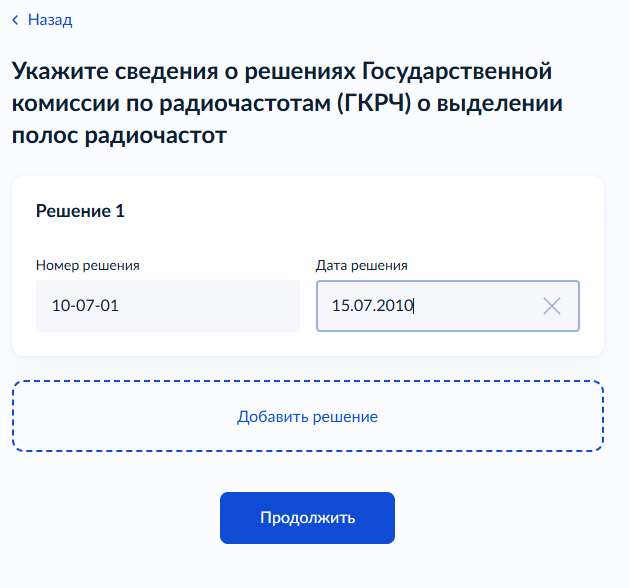 Назад
Укажите сведения о решениях Государственной
комиссии по радиочастотам (ГКРЧ) о выделении
полос радиочастот
Решение 1
Номер решения
Дата решения
10-07-01
15.07.2010
Добавить решение
Продолжить